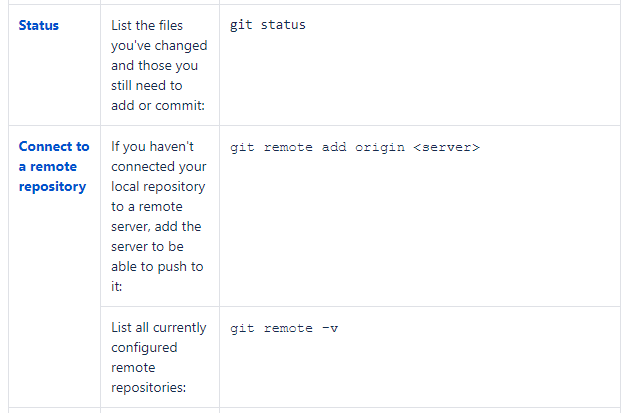 Status
List the files
you've changed
and those you
still need to
add or commit:
git status
Connect to
a remote
repository
If you haven't
connected your
local repository
to a remote
server, add the
server to be
able to push to
it:
git remote add origin <server>
List all currently
configured
remote
repositories:
git remote -v